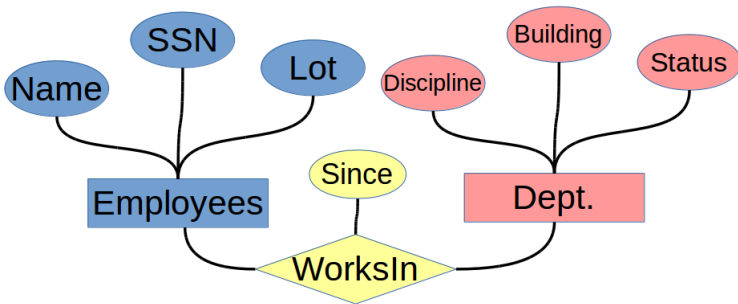 Name
SSN
Lot
Discipline
Building
Status
Since
Employees
Dept.
WorksIn